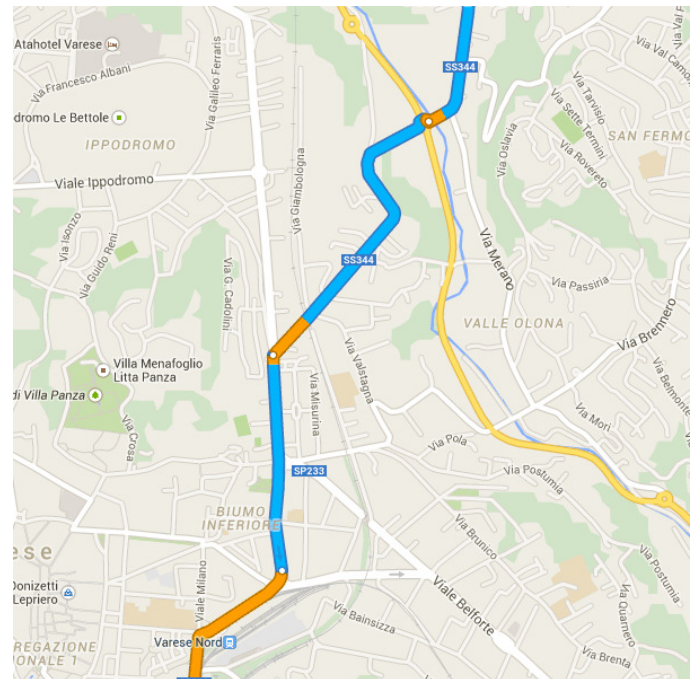 Atahotel Varese
Via Francesco Albani
Via Galileo Ferraris
dromo Le Bettole
IPPODROMO
Viale Ippodromo
Via Giambologna
SS344
Via Val Camo
Via Tarvisio
Via Sette Termini
SAN FERMO
Via Oslavia
Via Rovereto
Via Isonzo
Via Guido Reni
Via G. Cadolini
SS344
Via Merano
Via Passiria
VALLE OLONA
Via Brennero
Villa Menafoglio
Litta Panza
di Villa Panza
Via Crosa
Via Misurina
Via Valstagna
Via Belmonte
Via Mori
Via Pola
Via Postumia
SP233
BIUMO
INFERIORE
Via Brunico
ese
Donizetti
Lepriero
Viale Milano
Viale Belforte
Via Postumia
Via Quarnero
Via Bainsizza
Varese Nord
REGAZIONE
ONALE 1
Via Brenta